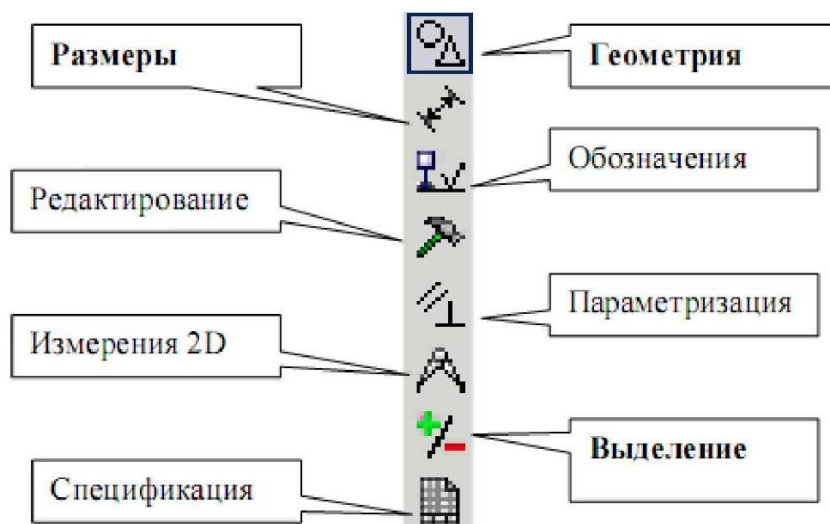 Размеры
Геометрия
Обозначения
Редактирование
Параметризация
Измерения 2D
Выделение
Спецификация